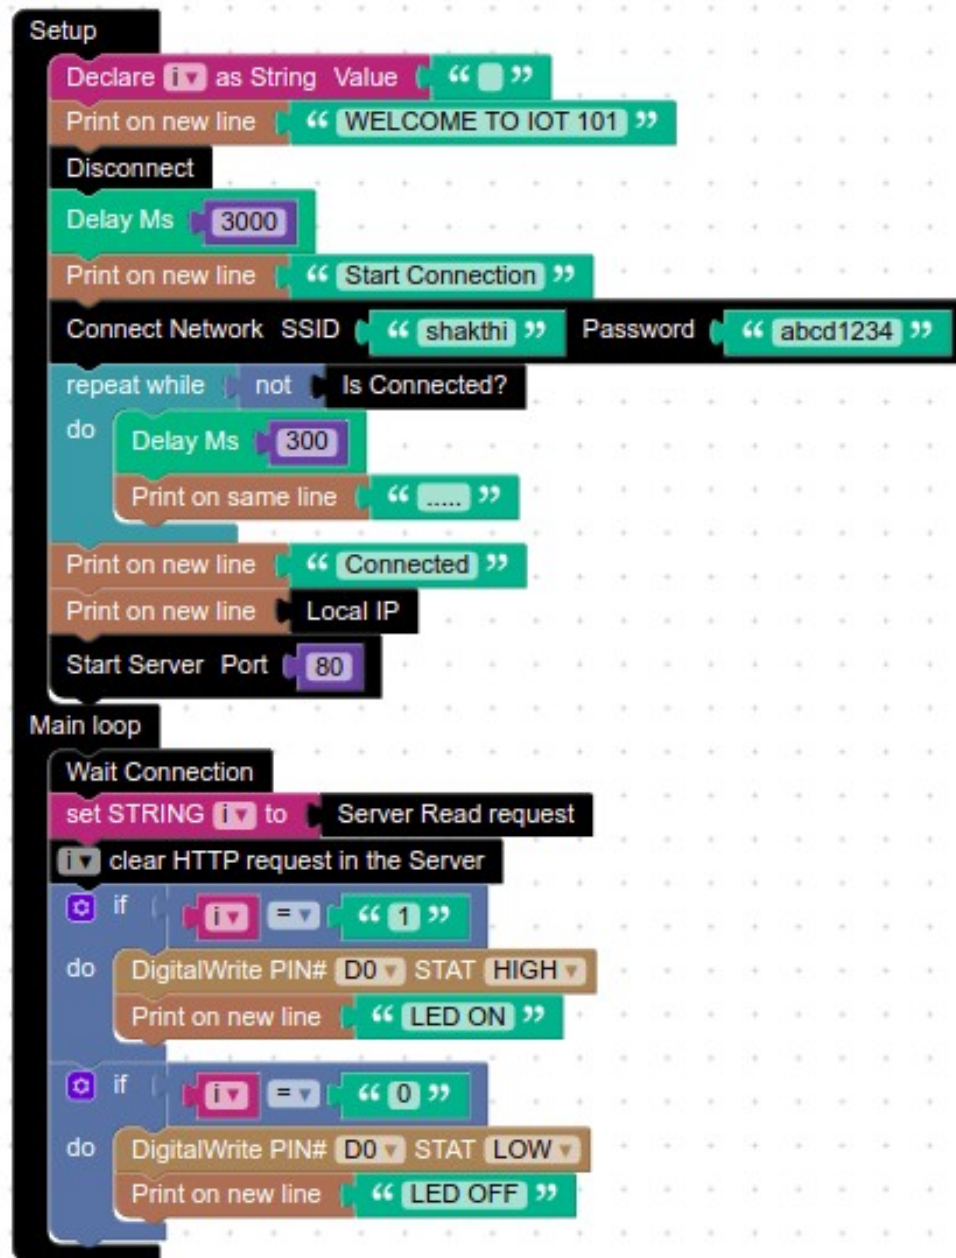 Setup
Declare i as String Value “ ”
Print on new line “ WELCOME TO IOT 101 ”
Disconnect
Delay Ms 3000
Print on new line “ Start Connection ”
Connect Network SSID “ shakthi ” Password “ abcd1234 ”
repeat while not Is Connected?
do Delay Ms 300
Print on same line “ ..... ”
Print on new line “ Connected ”
Print on new line Local IP
Start Server Port 80
Main loop
Wait Connection
set STRING i to Server Read request
i clear HTTP request in the Server
if i = “ 1 ”
do DigitalWrite PIN# D0 STAT HIGH
Print on new line “ LED ON ”
if i = “ 0 ”
do DigitalWrite PIN# D0 STAT LOW
Print on new line “ LED OFF ”